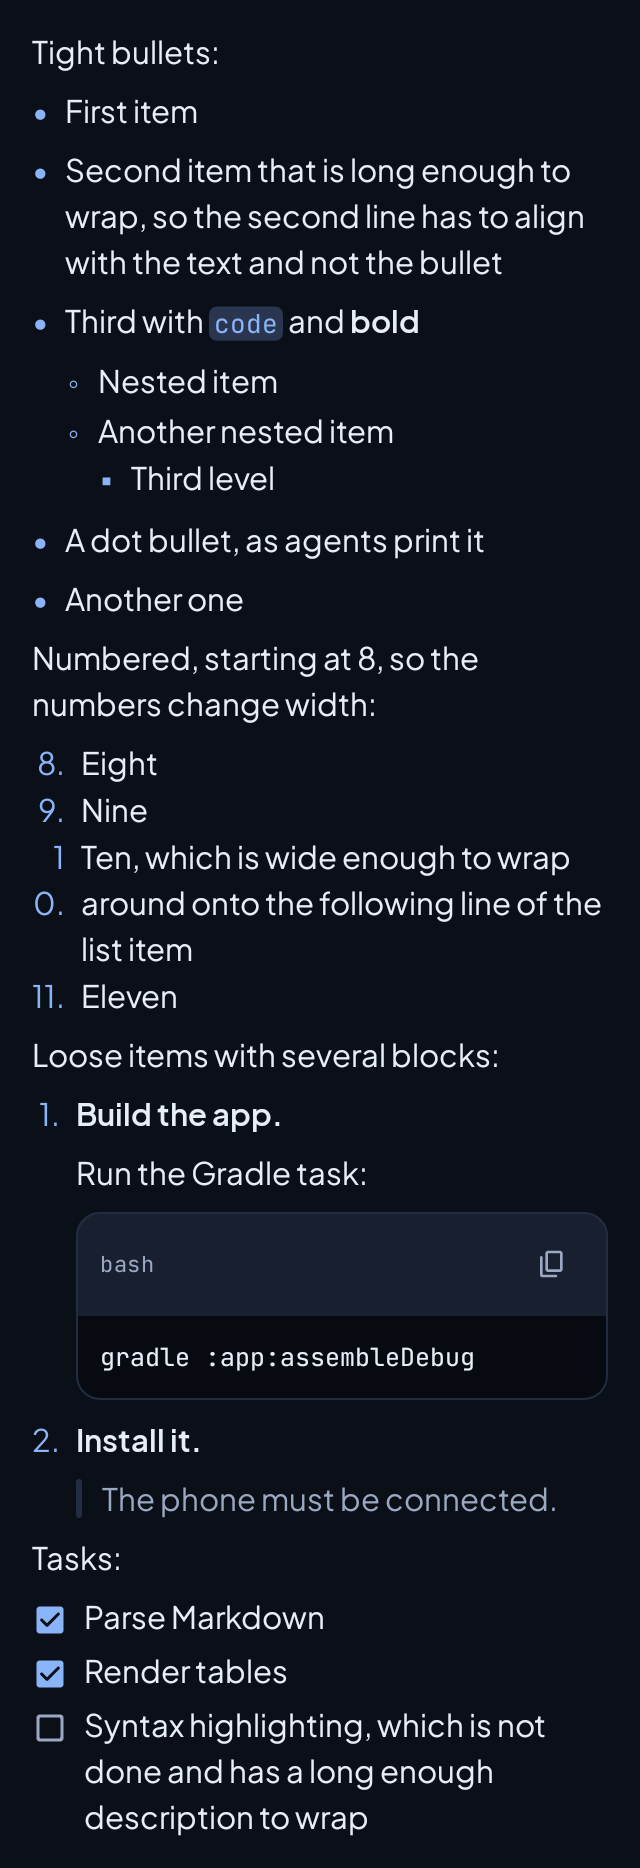 Tight bullets:
• First item
• Second item that is long enough to
wrap, so the second line has to align
with the text and not the bullet
• Third with code and bold
◦ Nested item
◦ Another nested item
▪ Third level
• A dot bullet, as agents print it
• Another one
Numbered, starting at 8, so the
numbers change width:
8. Eight
9. Nine
1 Ten, which is wide enough to wrap
0. around onto the following line of the
list item
11. Eleven
Loose items with several blocks:
1. Build the app.
Run the Gradle task:
bash
gradle :app:assembleDebug
2. Install it.
The phone must be connected.
Tasks:
Parse Markdown
Render tables
Syntax highlighting, which is not
done and has a long enough
description to wrap